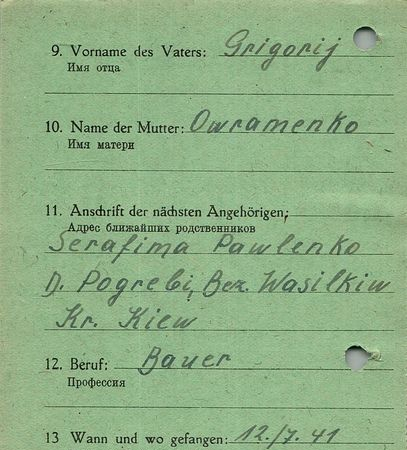 9. Vorname des Vaters: Grigorij
Имя отца
10. Name der Mutter: Owramenko
Имя матери
11. Anschrift der nächsten Angehörigen:
Адрес ближайших родственников
Serafima Pawlenko
D. Pogrebi, Bez. Wasilkiw
Kr. Kiew
12. Beruf: Bauer
Профессия
13 Wann und wo gefangen: 12./7. 41